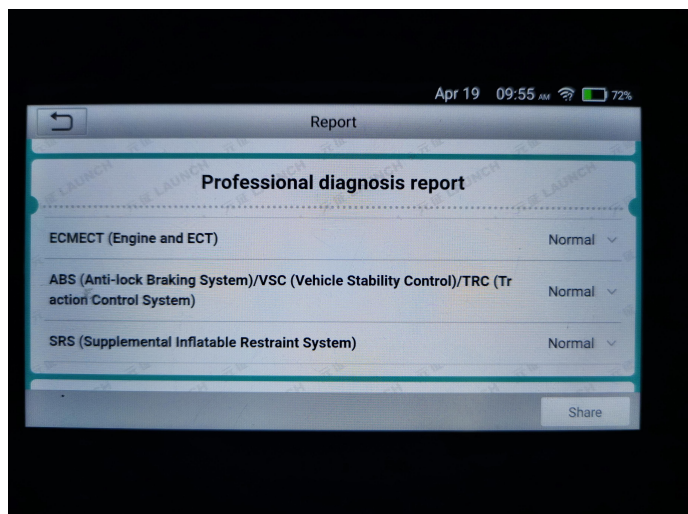 Apr 19 09:55 AM 72%
Report
Professional diagnosis report
ECMECT (Engine and ECT) Normal
ABS (Anti-lock Braking System)/VSC (Vehicle Stability Control)/TRC (Tr
action Control System) Normal
SRS (Supplemental Inflatable Restraint System) Normal
Share
LAUNCH